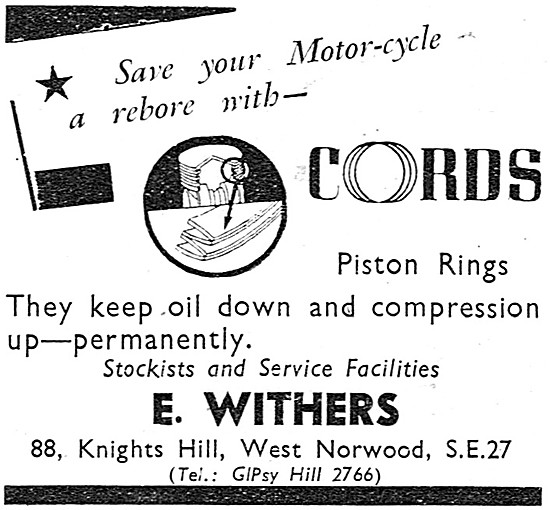 Save your Motor-cycle
a rebore with—
CORDS
Piston Rings
They keep oil down and compression
up—permanently.
Stockists and Service Facilities
E. WITHERS
88, Knights Hill, West Norwood, S.E.27
(Tel.: GIPsy Hill 2766)